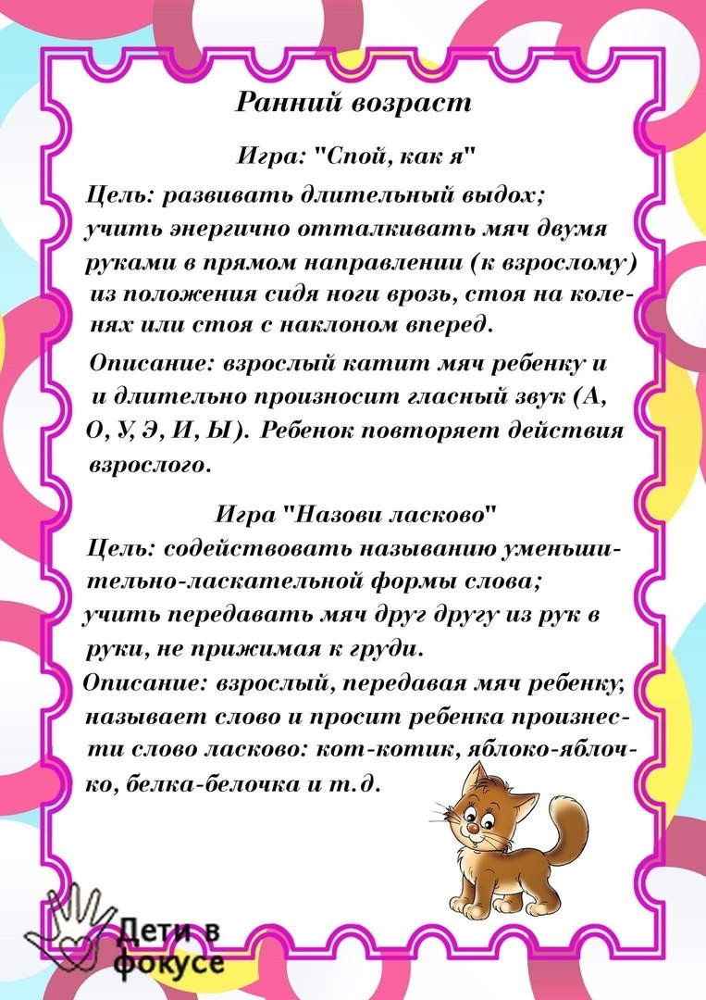 Ранний возраст
Игра: "Спой, как я"
Цель: развивать длительный выдох;
учить энергично отталкивать мяч двумя
руками в прямом направлении (к взрослому)
из положения сидя ноги врозь, стоя на коле-
нях или стоя с наклоном вперед.
Описание: взрослый катит мяч ребенку и
и длительно произносит гласный звук (А,
О, У, Э, И, Ы). Ребенок повторяет действия
взрослого.
Игра "Назови ласково"
Цель: содействовать называнию уменьши-
тельно-ласкательной формы слова;
учить передавать мяч друг другу из рук в
руки, не прижимая к груди.
Описание: взрослый, передавая мяч ребенку,
называет слово и просит ребенка произнес-
ти слово ласково: кот-котик, яблоко-яблоч-
ко, белка-белочка и т.д.
Дети в
фокусе